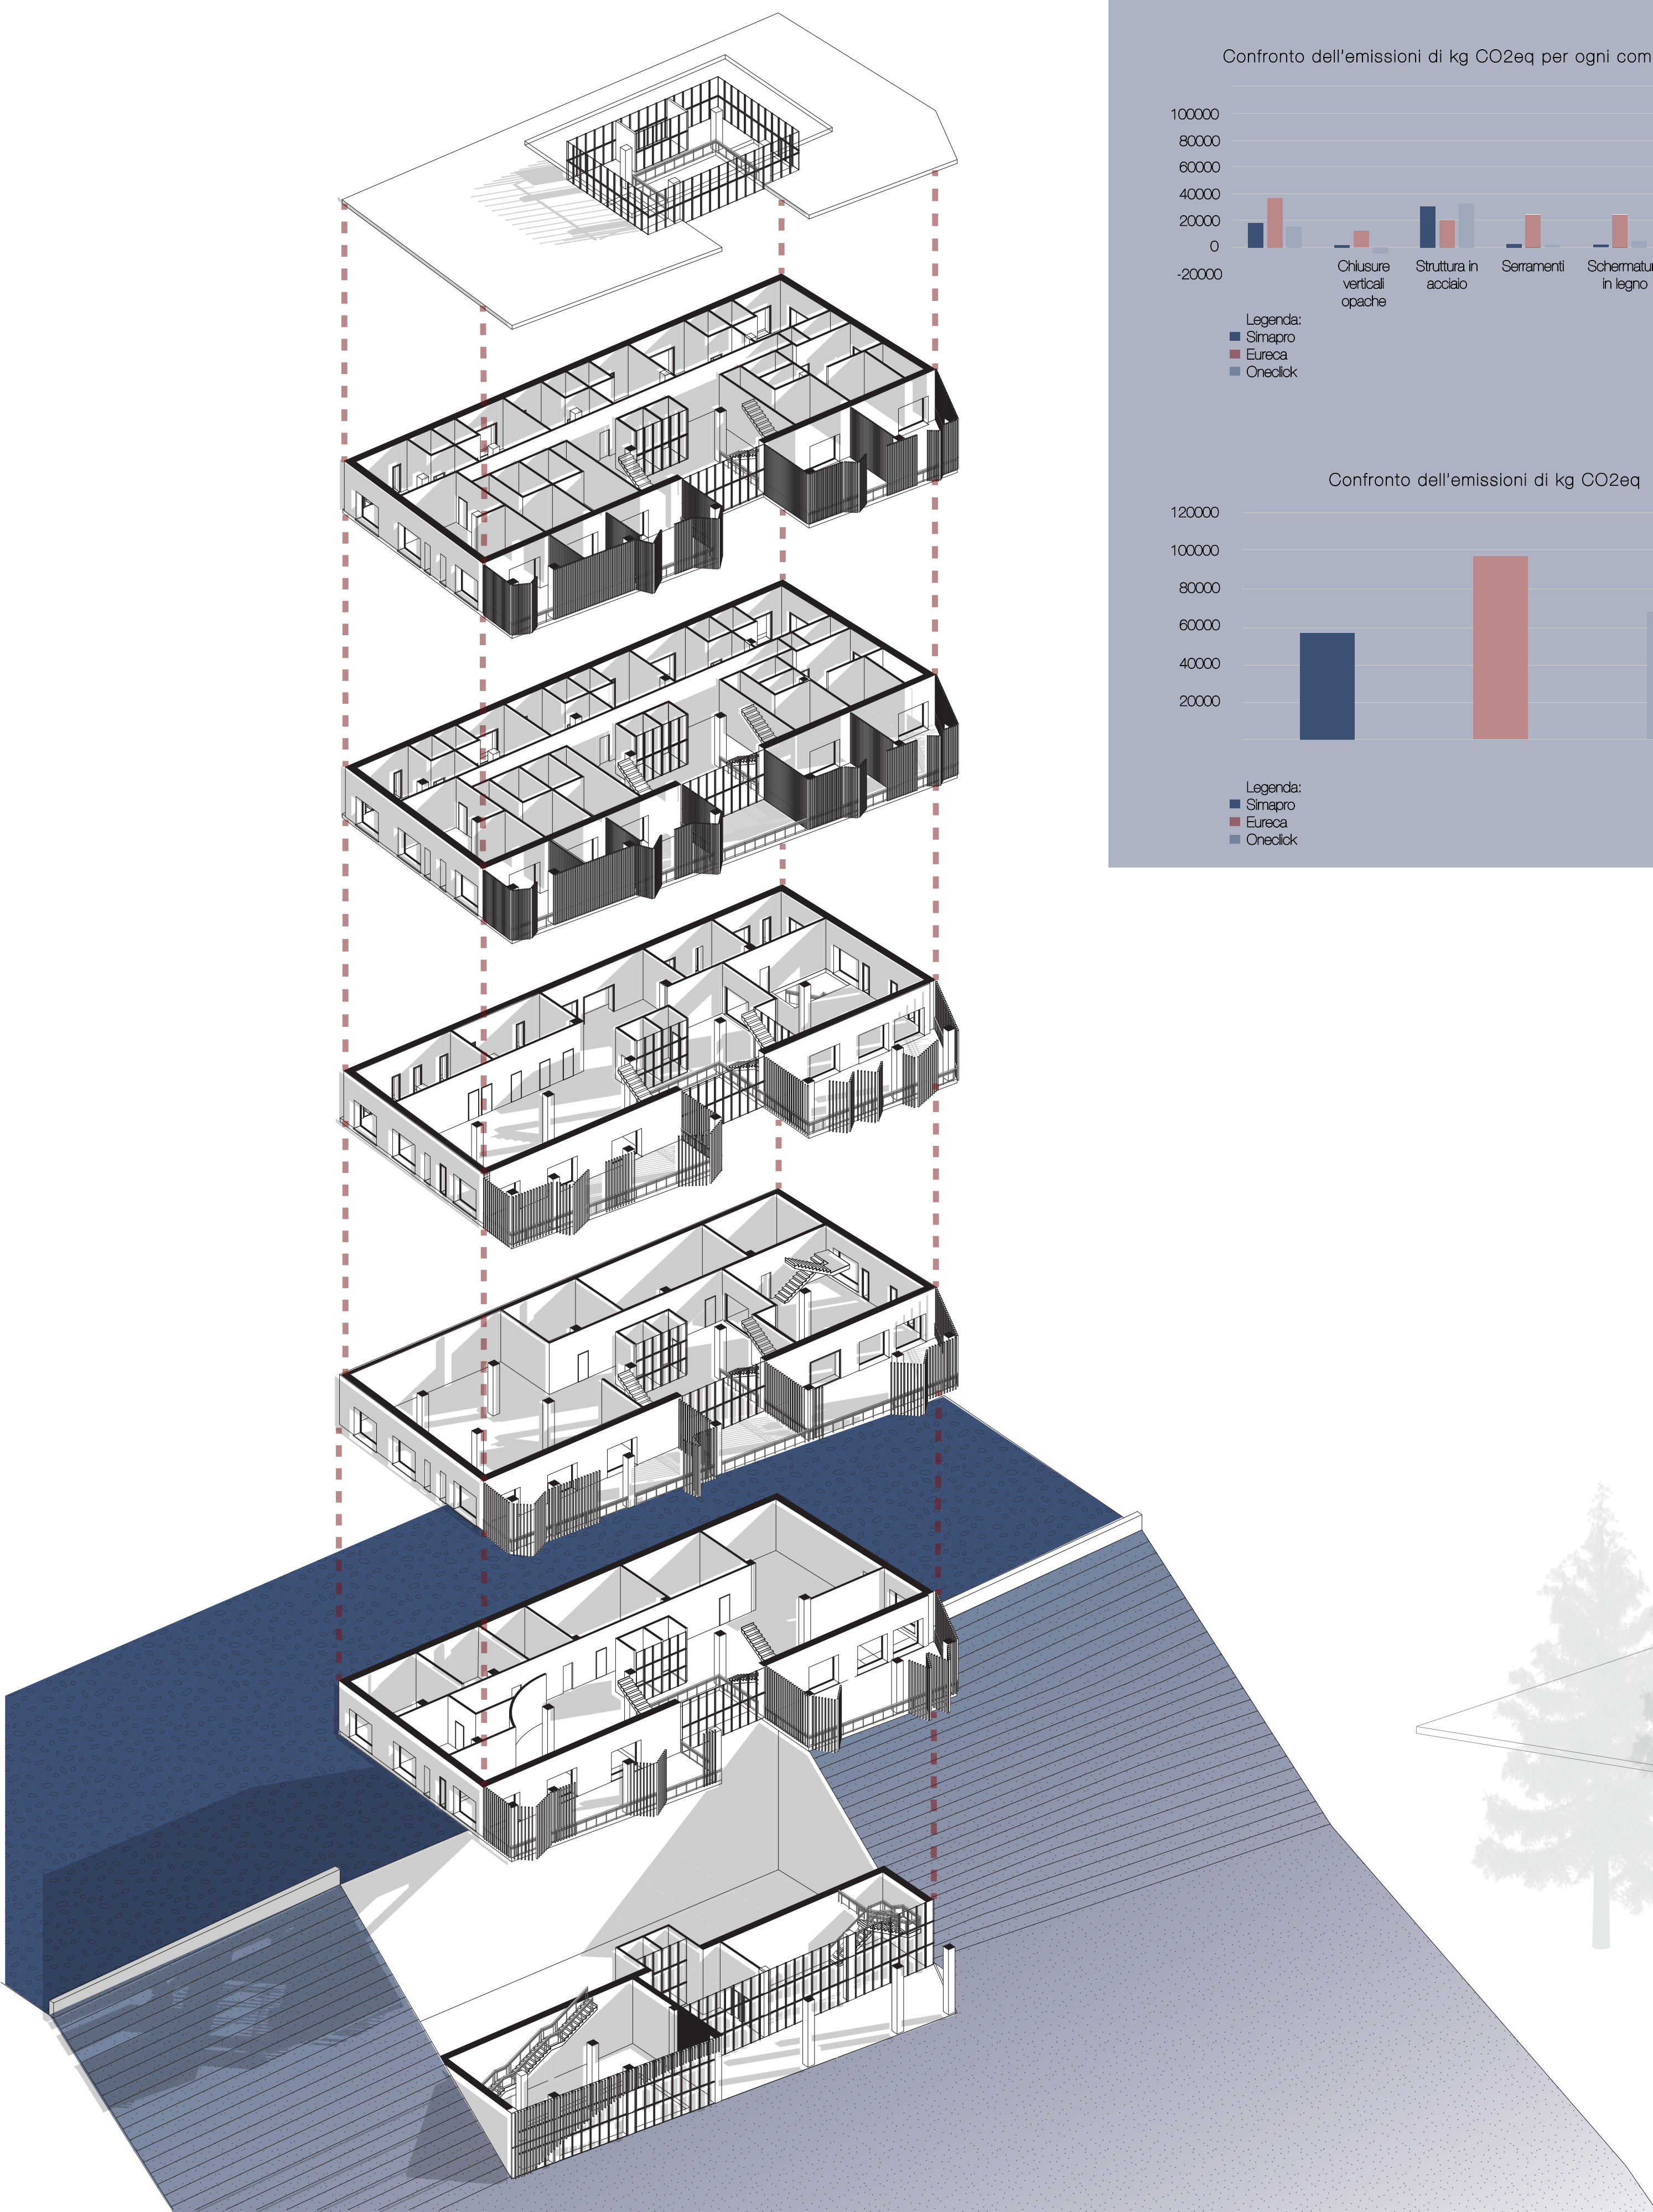 Confronto dell'emissioni di kg CO2eq per ogni com
100000
80000
60000
40000
20000
0
-20000
Chiusure
verticali
opache
Struttura in
acciaio
Serramenti
Schermatur
in legno
Legenda:
Simapro
Eureca
Oneclick
Confronto dell'emissioni di kg CO2eq
120000
100000
80000
60000
40000
20000
Legenda:
Simapro
Eureca
Oneclick